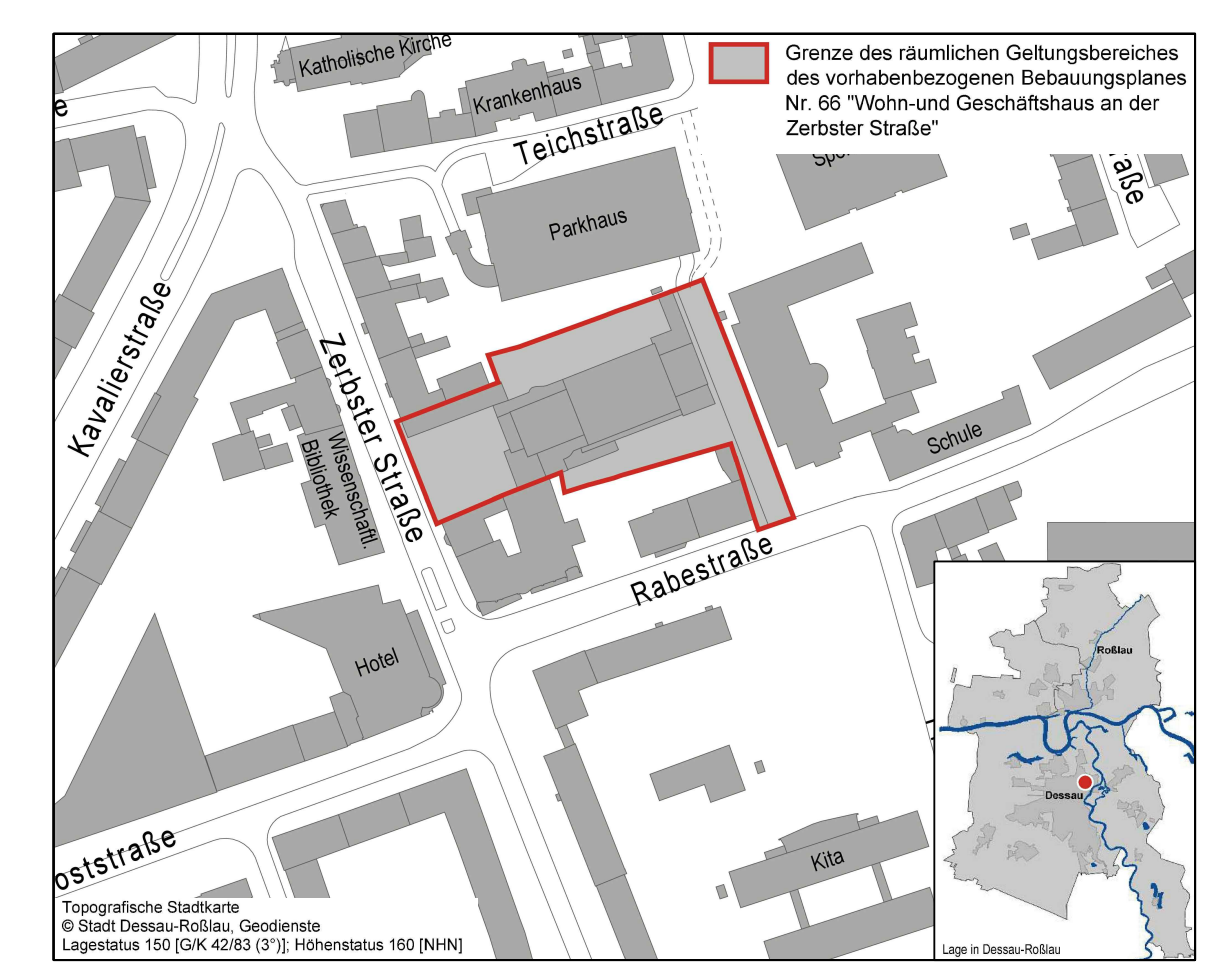 Grenze des räumlichen Geltungsbereiches
des vorhabenbezogenen Bebauungsplanes
Nr. 66 "Wohn-und Geschäftshaus an der
Zerbster Straße"
Katholische Kirche
Krankenhaus
Teichstraße
Parkhaus
Kavalierstraße
Zerbster Straße
Wissenschaftl.
Bibliothek
Schule
Rabestraße
Hotel
Kita
Roßlau
Dessau
Lage in Dessau-Roßlau
Topografische Stadtkarte
© Stadt Dessau-Roßlau, Geodienste
Lagestatus 150 [G/K 42/83 (3°)]; Höhenstatus 160 [NHN]